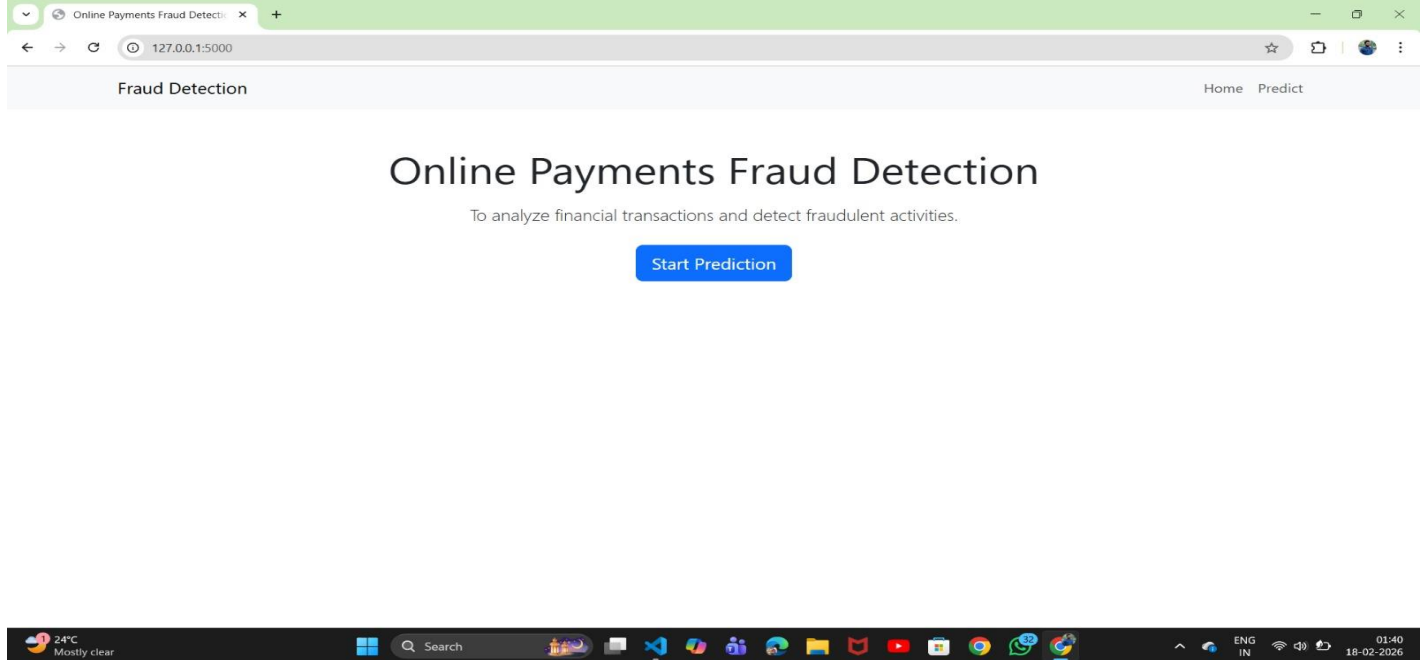 Online Payments Fraud Detecti
127.0.0.1:5000
Fraud Detection
Home Predict
Online Payments Fraud Detection
To analyze financial transactions and detect fraudulent activities.
Start Prediction
1
24°C
Mostly clear
Search
32
ENG
IN
01:40
18-02-2026